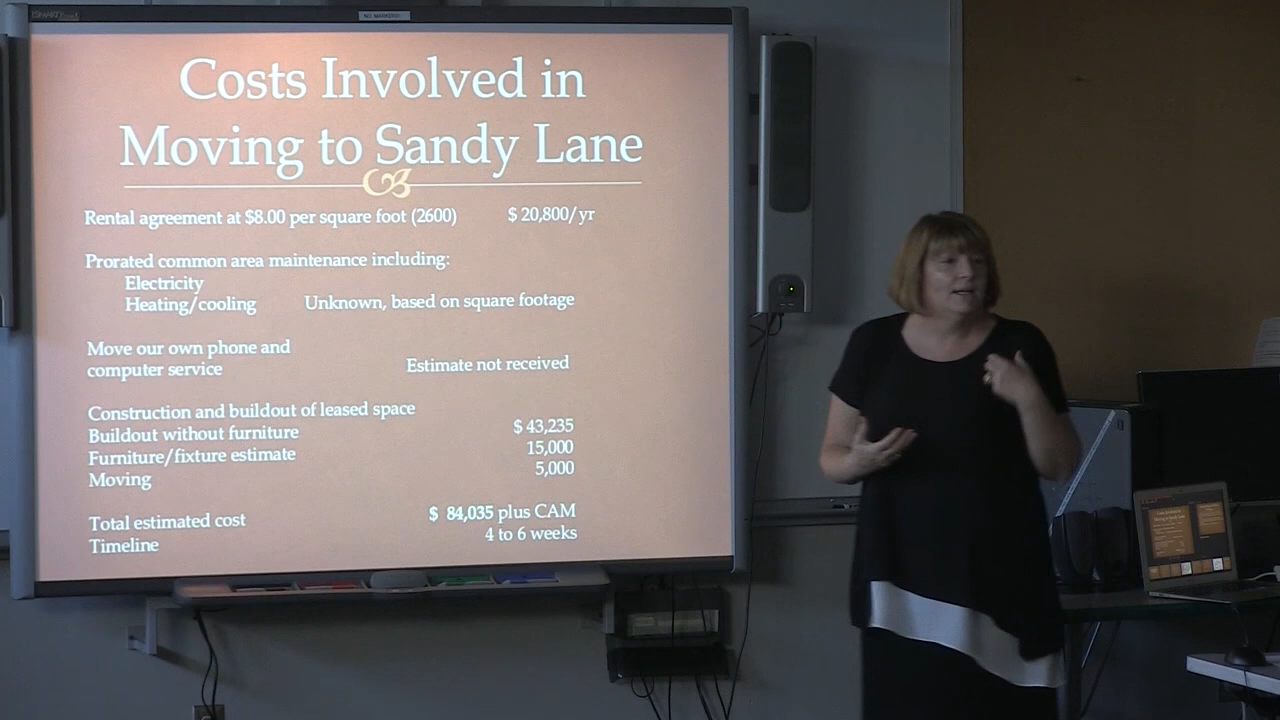 NO MARKERS!
Costs Involved in
Moving to Sandy Lane
Rental agreement at $8.00 per square foot (2600) $ 20,800/yr
Prorated common area maintenance including:
Electricity
Heating/cooling Unknown, based on square footage
Move our own phone and
computer service Estimate not received
Construction and buildout of leased space
Buildout without furniture $ 43,235
Furniture/fixture estimate 15,000
Moving 5,000
Total estimated cost $ 84,035 plus CAM
Timeline 4 to 6 weeks